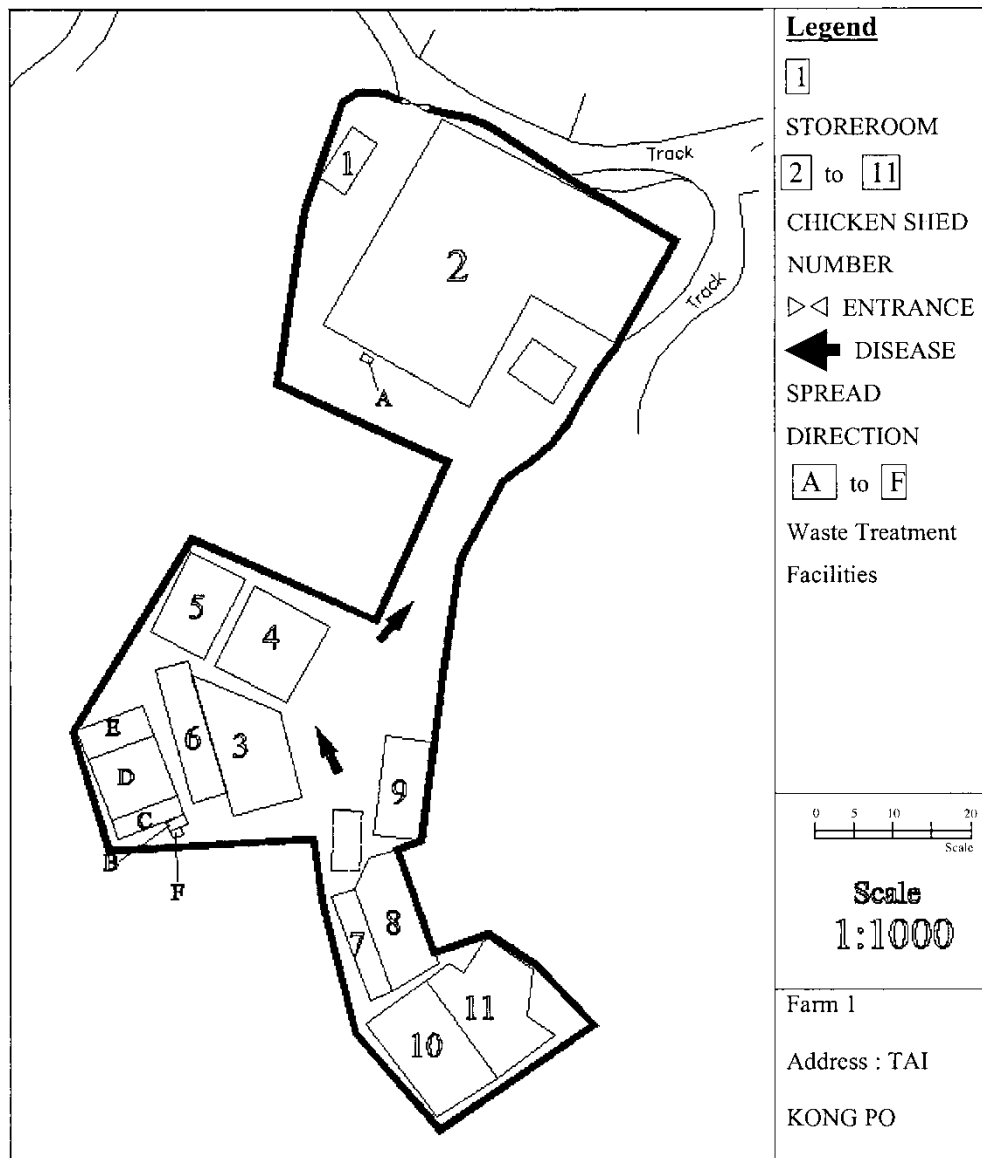 Track
Track
1
2
A
5
4
E
6
3
D
9
C
B
F
8
7
11
10
Legend
1
STOREROOM
2 to 11
CHICKEN SHED
NUMBER
ENTRANCE
DISEASE
SPREAD
DIRECTION
A to F
Waste Treatment
Facilities
0 5 10 20
Scale
Scale
1:1000
Farm 1
Address : TAI
KONG PO